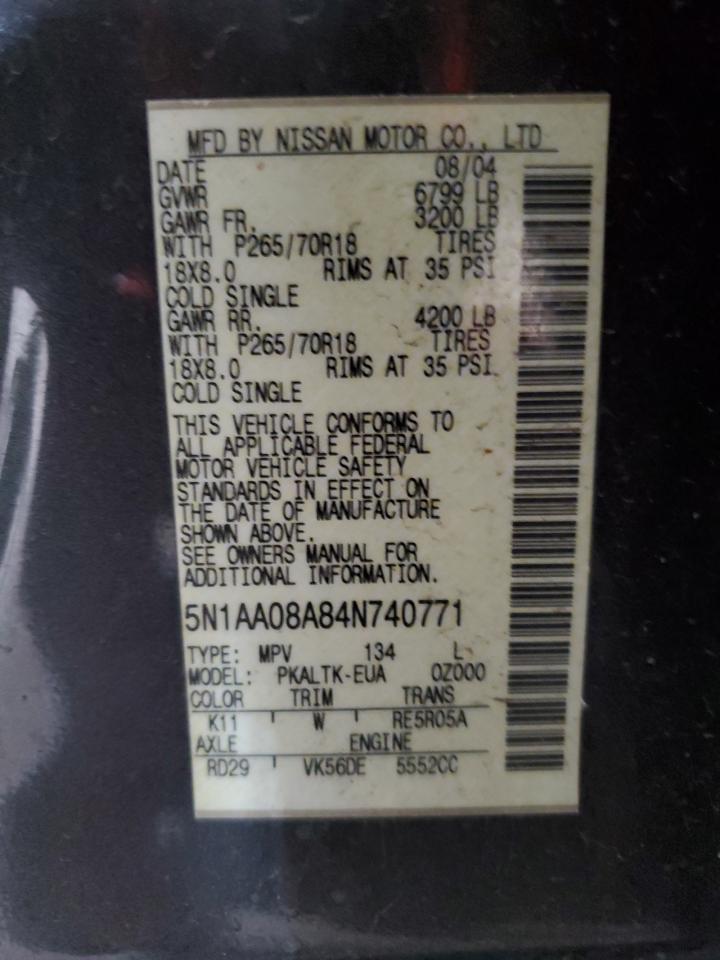 MFD BY NISSAN MOTOR CO., LTD
DATE 08/04
GVWR 6799 LB
GAWR FR. 3200 LB
WITH P265/70R18 TIRES
18X8.0 RIMS AT 35 PSI
COLD SINGLE
GAWR RR. 4200 LB
WITH P265/70R18 TIRES
18X8.0 RIMS AT 35 PSI
COLD SINGLE
THIS VEHICLE CONFORMS TO
ALL APPLICABLE FEDERAL
MOTOR VEHICLE SAFETY
STANDARDS IN EFFECT ON
THE DATE OF MANUFACTURE
SHOWN ABOVE.
SEE OWNERS MANUAL FOR
ADDITIONAL INFORMATION.
5N1AA08A84N740771
TYPE: MPV 134 L
MODEL: PKALTK-EUA 0Z000
COLOR TRIM TRANS
K11 W RE5R05A
AXLE ENGINE
RD29 VK56DE 5552CC